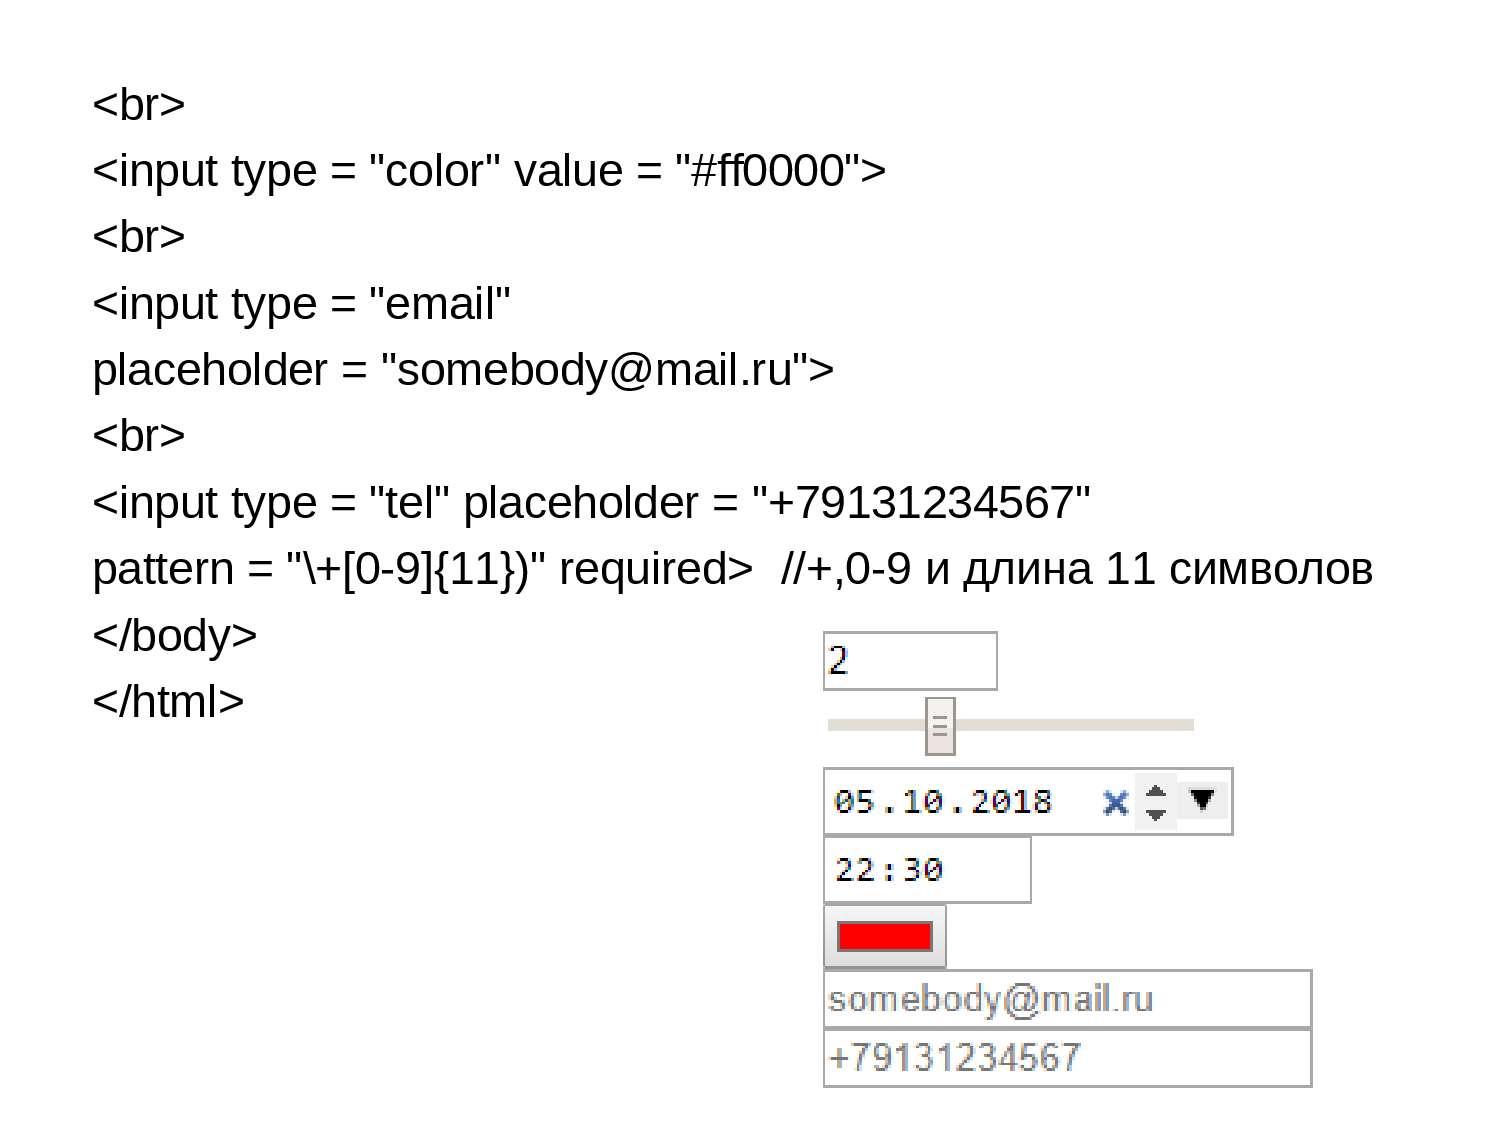 <br>
<input type = "color" value = "#ff0000">
<br>
<input type = "email"
placeholder = "somebody@mail.ru">
<br>
<input type = "tel" placeholder = "+79131234567"
pattern = "\+[0-9]{11})" required>  //+,0-9 и длина 11 символов
</body>
</html>
2
05.10.2018
22:30
somebody@mail.ru
+79131234567